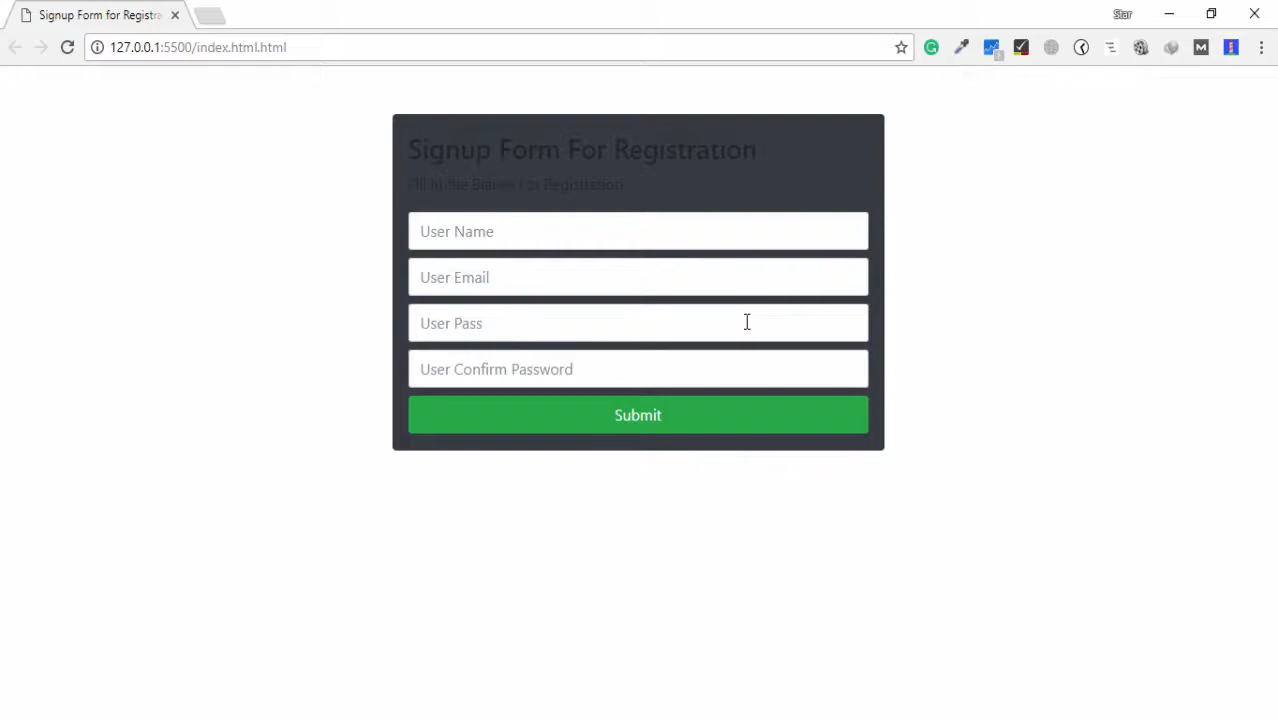 Signup Form for Registra
Star
127.0.0.1:5500/index.html.html
Signup Form For Registration
Fill In the Blanks For Registration
User Name
User Email
User Pass
User Confirm Password
Submit